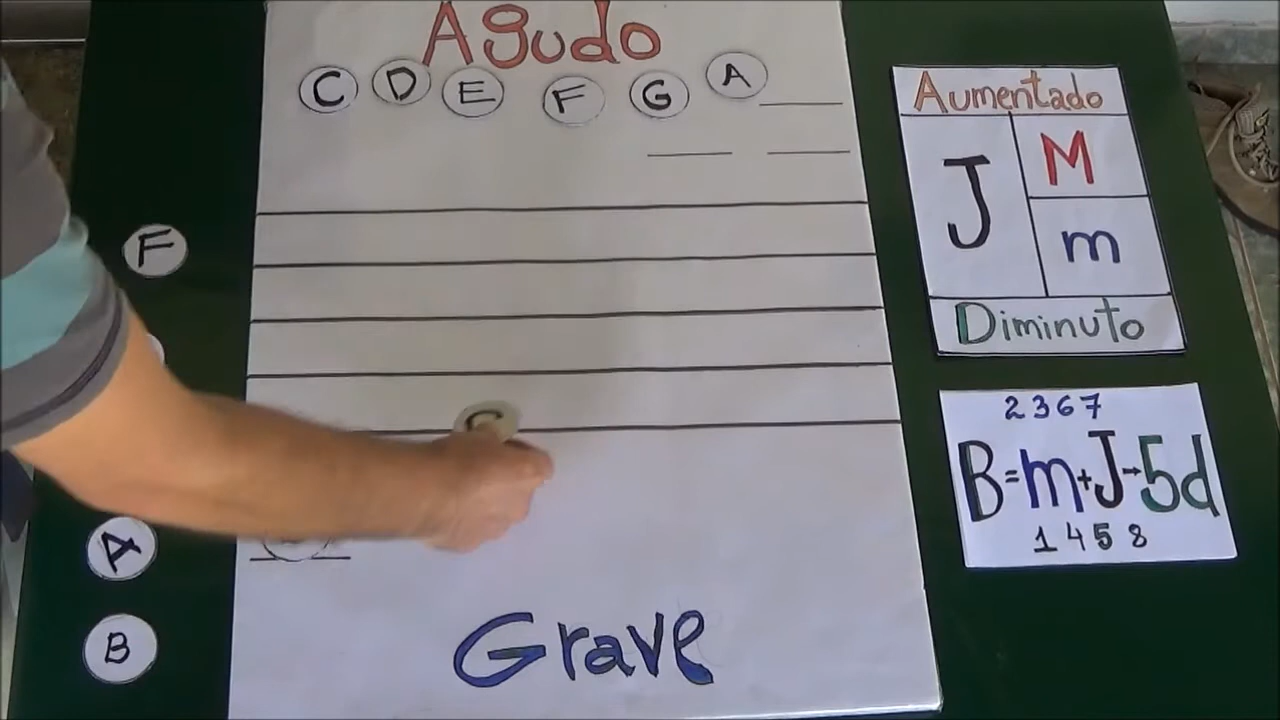 Agudo
C D E F G A
F
C
A
B
Grave
Aumentado
J M
m
Diminuto
2 3 6 7
B=m+J→5d
1 4 5 8